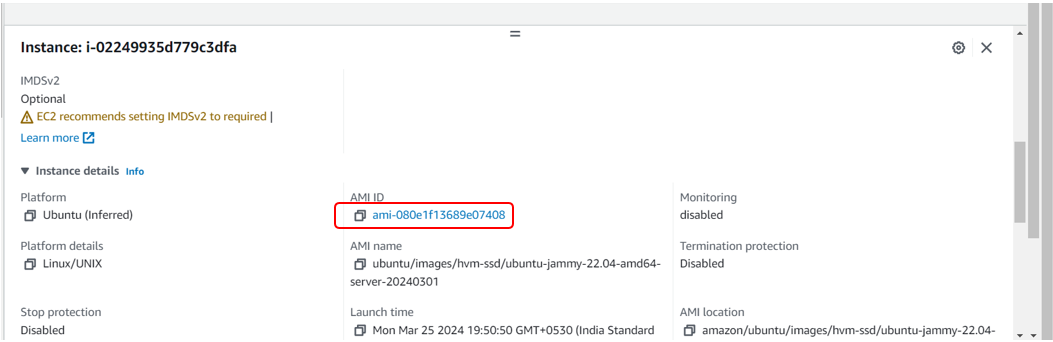 Instance: i-02249935d779c3dfa
IMDSv2
Optional
EC2 recommends setting IMDSv2 to required |
Learn more
Instance details Info
Platform
Ubuntu (Inferred)
AMI ID
ami-080e1f13689e07408
Monitoring
disabled
Platform details
Linux/UNIX
AMI name
ubuntu/images/hvm-ssd/ubuntu-jammy-22.04-amd64-
server-20240301
Termination protection
Disabled
Stop protection
Disabled
Launch time
Mon Mar 25 2024 19:50:50 GMT+0530 (India Standard
AMI location
amazon/ubuntu/images/hvm-ssd/ubuntu-jammy-22.04-